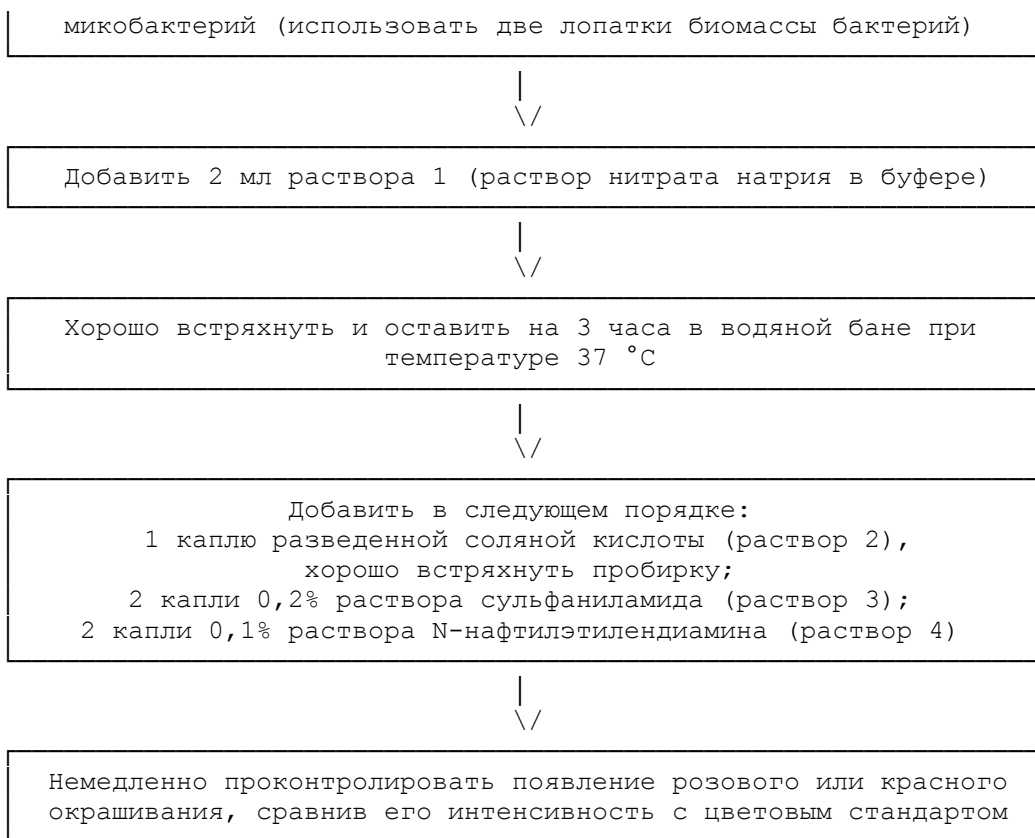 микобактерий (использовать две лопатки биомассы бактерий)
Добавить 2 мл раствора 1 (раствор нитрата натрия в буфере)
Хорошо встряхнуть и оставить на 3 часа в водяной бане при
температуре 37 °C
Добавить в следующем порядке:
1 каплю разведенной соляной кислоты (раствор 2),
хорошо встряхнуть пробирку;
2 капли 0,2% раствора сульфаниламида (раствор 3);
2 капли 0,1% раствора N-нафтилэтилендиамина (раствор 4)
Немедленно проконтролировать появление розового или красного
окрашивания, сравнив его интенсивность с цветовым стандартом